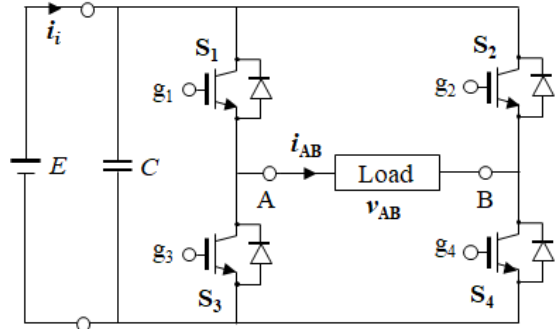 i_i
S_1
S_2
g_1
g_2
E
C
i_AB
Load
A
B
v_AB
g_3
g_4
S_3
S_4